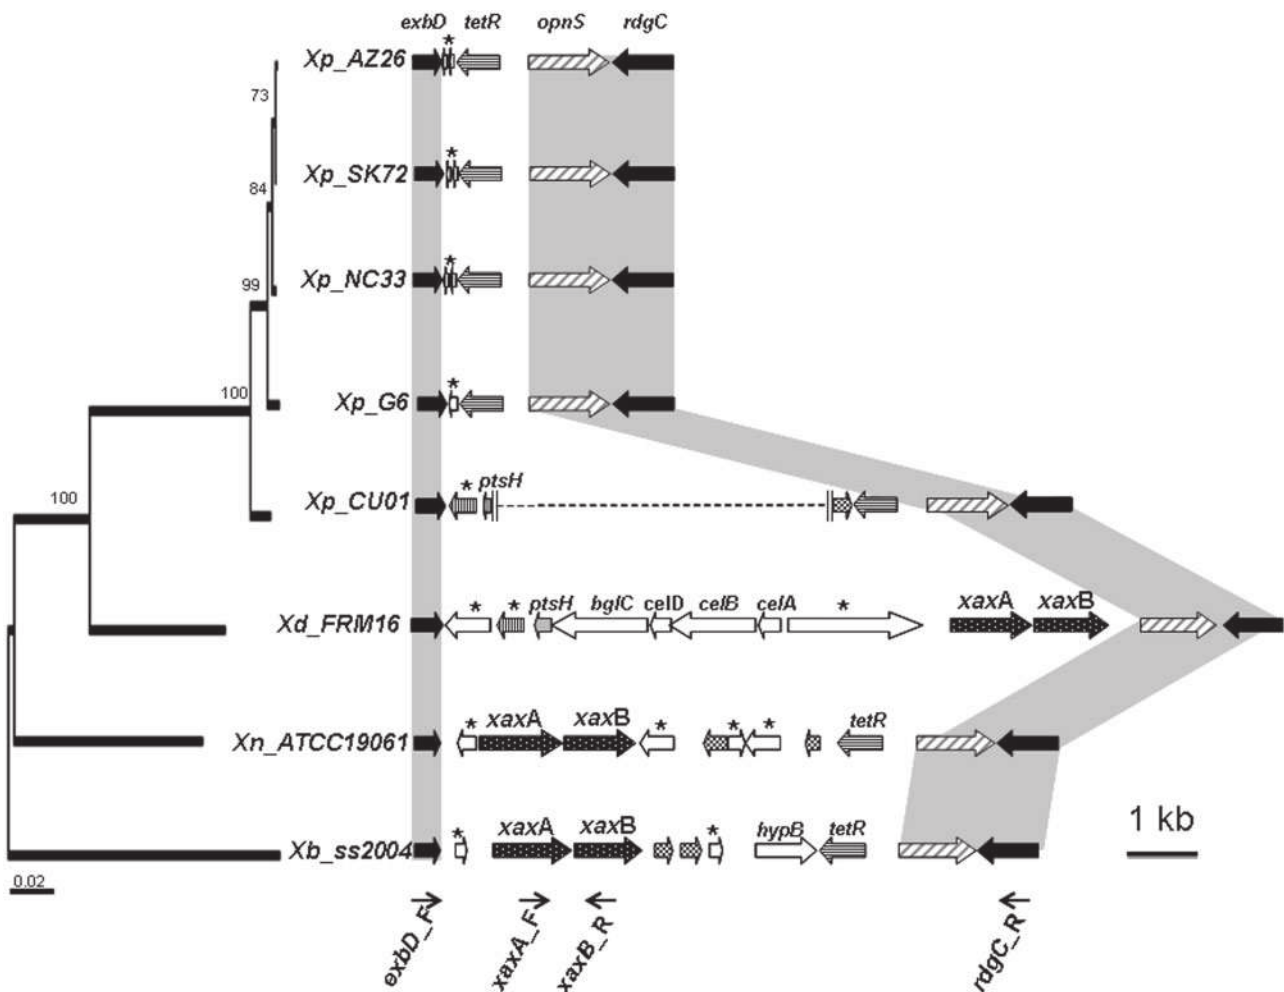 exbD tetR opnS rdgC
*
Xp_AZ26
73
*
Xp_SK72
84
*
Xp_NC33
99
*
Xp_G6
100
* ptsH
Xp_CU01
100
* * ptsH bglC celD celB celA * xaxA xaxB
Xd_FRM16
* xaxA xaxB * * * tetR
Xn_ATCC19061
* xaxA xaxB * hypB tetR
Xb_ss2004
1 kb
0.02
exbD_F xaxA_F xaxB_R rdgC_R